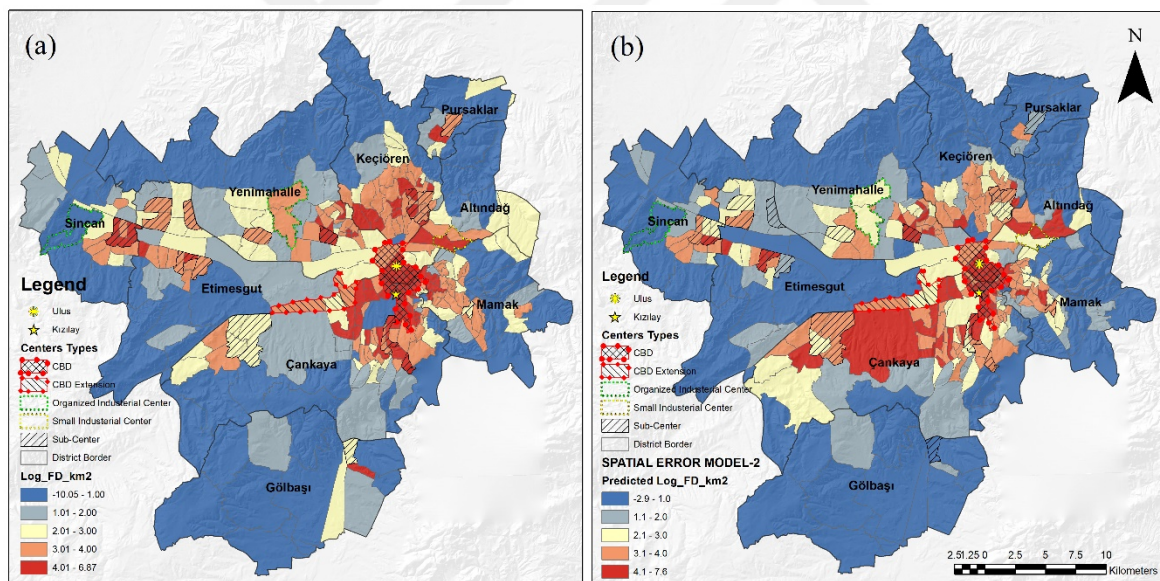 (a)
Pursaklar
Keçiören
Yenimahalle
Altındağ
Sincan
Etimesgut
Mamak
Çankaya
Gölbaşı
Legend
Ulus
Kızılay
Centers Types
CBD
CBD Extension
Organized Industerial Center
Small Industerial Center
Sub-Center
District Border
Log_FD_km2
-10.05 - 1.00
1.01 - 2.00
2.01 - 3.00
3.01 - 4.00
4.01 - 6.87
(b)
N
Pursaklar
Keçiören
Yenimahalle
Altındağ
Sincan
Etimesgut
Mamak
Çankaya
Gölbaşı
Legend
Ulus
Kızılay
Centers Types
CBD
CBD Extension
Organized Industerial Center
Small Industerial Center
Sub-Center
District Border
SPATIAL ERROR MODEL-2
Predicted Log_FD_km2
-2.9 - 1.0
1.1 - 2.0
2.1 - 3.0
3.1 - 4.0
4.1 - 7.6
2.51.25 0 2.5 5 7.5 10
Kilometers